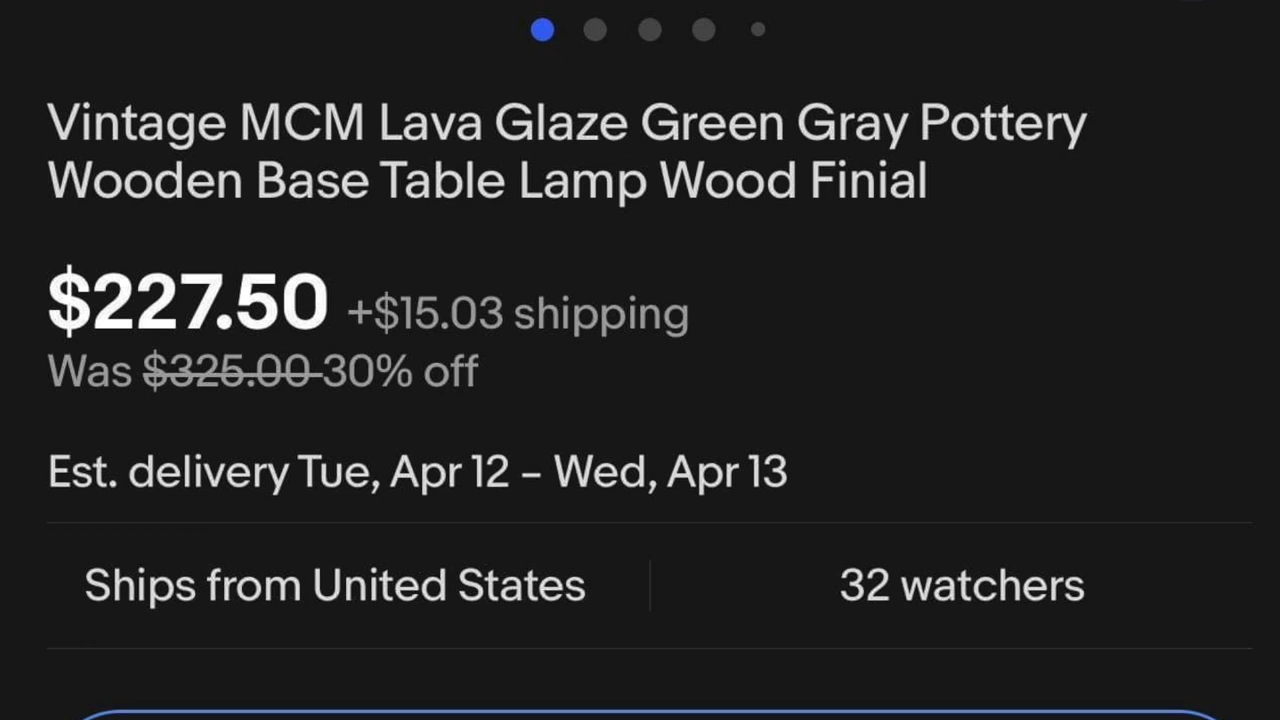 Vintage MCM Lava Glaze Green Gray Pottery
Wooden Base Table Lamp Wood Finial
$227.50 +$15.03 shipping
Was $325.00 30% off
Est. delivery Tue, Apr 12 – Wed, Apr 13
Ships from United States
32 watchers